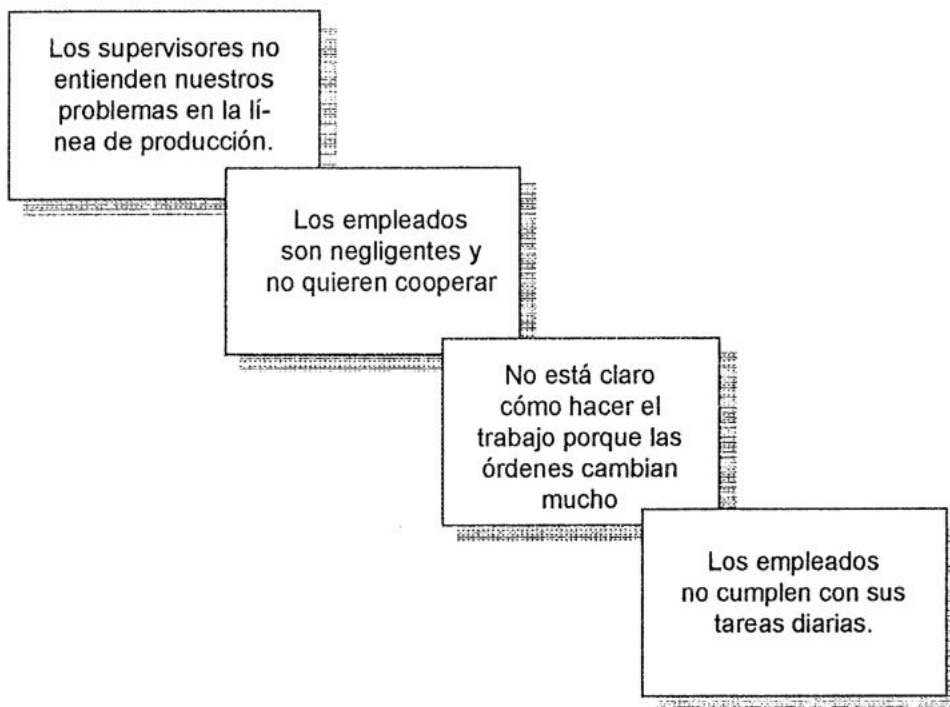 Los supervisores no
entienden nuestros
problemas en la lí-
nea de producción.
Los empleados
son negligentes y
no quieren cooperar
No está claro
cómo hacer el
trabajo porque las
órdenes cambian
mucho
Los empleados
no cumplen con sus
tareas diarias.